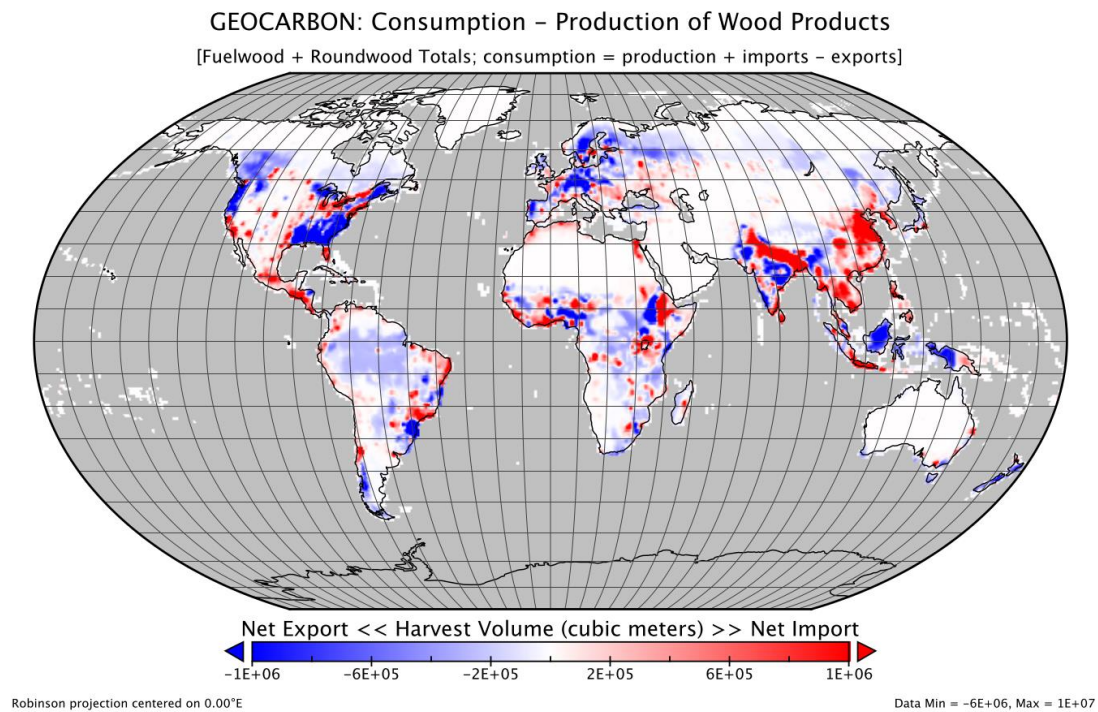 GEOCARBON: Consumption – Production of Wood Products
[Fuelwood + Roundwood Totals; consumption = production + imports – exports]
Net Export << Harvest Volume (cubic meters) >> Net Import
-1E+06 -6E+05 -2E+05 2E+05 6E+05 1E+06
Robinson projection centered on 0.00°E Data Min = -6E+06, Max = 1E+07